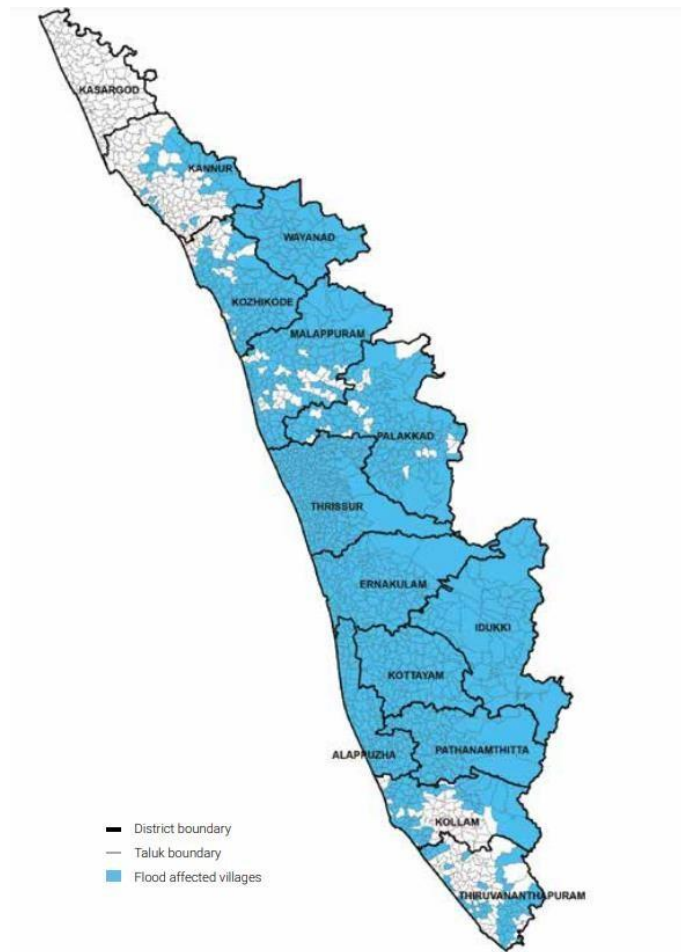 KASARGOD
KANNUR
WAYANAD
KOZHIKODE
MALAPPURAM
PALAKKAD
THRISSUR
ERNAKULAM
IDUKKI
KOTTAYAM
ALAPPUZHA
PATHANAMTHITTA
KOLLAM
THIRUVANANTHAPURAM
District boundary
Taluk boundary
Flood affected villages